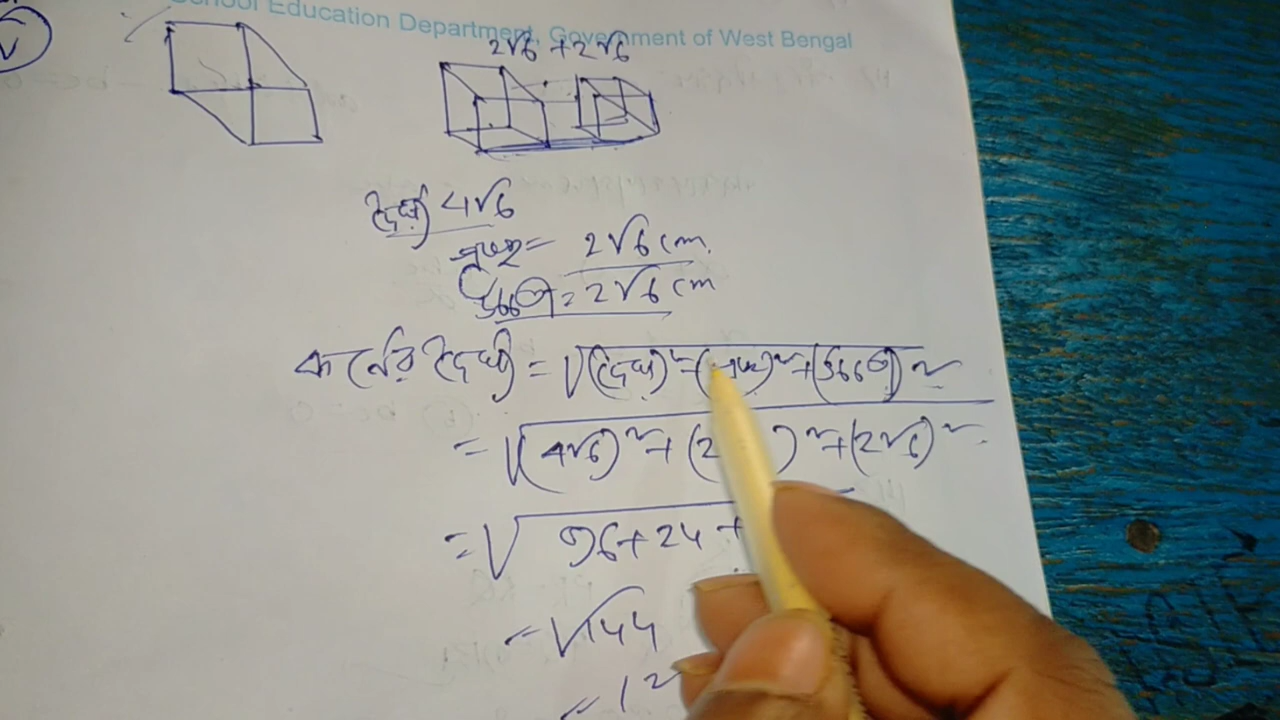 School Education Department, Government of West Bengal
V
2√6 + 2√6
দৈর্ঘ্য 4√6
প্রস্থ = 2√6 cm.
উচ্চতা = 2√6 cm
কর্নের দৈর্ঘ্য = √(দৈর্ঘ্য)² + (প্রস্থ)² + (উচ্চতা)²
= √(4√6)² + (2 )² + (2√6)²
= √96 + 24 +
= √144
= 12